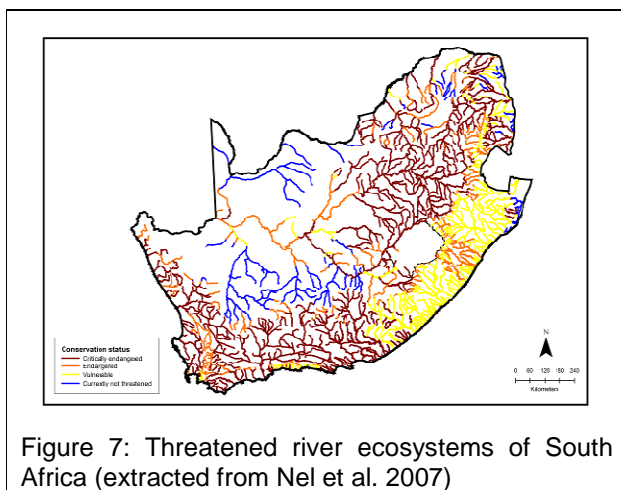 Conservation status
Critically endangered
Endangered
Vulnerable
Currently not threatened
N
0 60 120 180 240
Kilometers
Figure 7: Threatened river ecosystems of South
Africa (extracted from Nel et al. 2007)